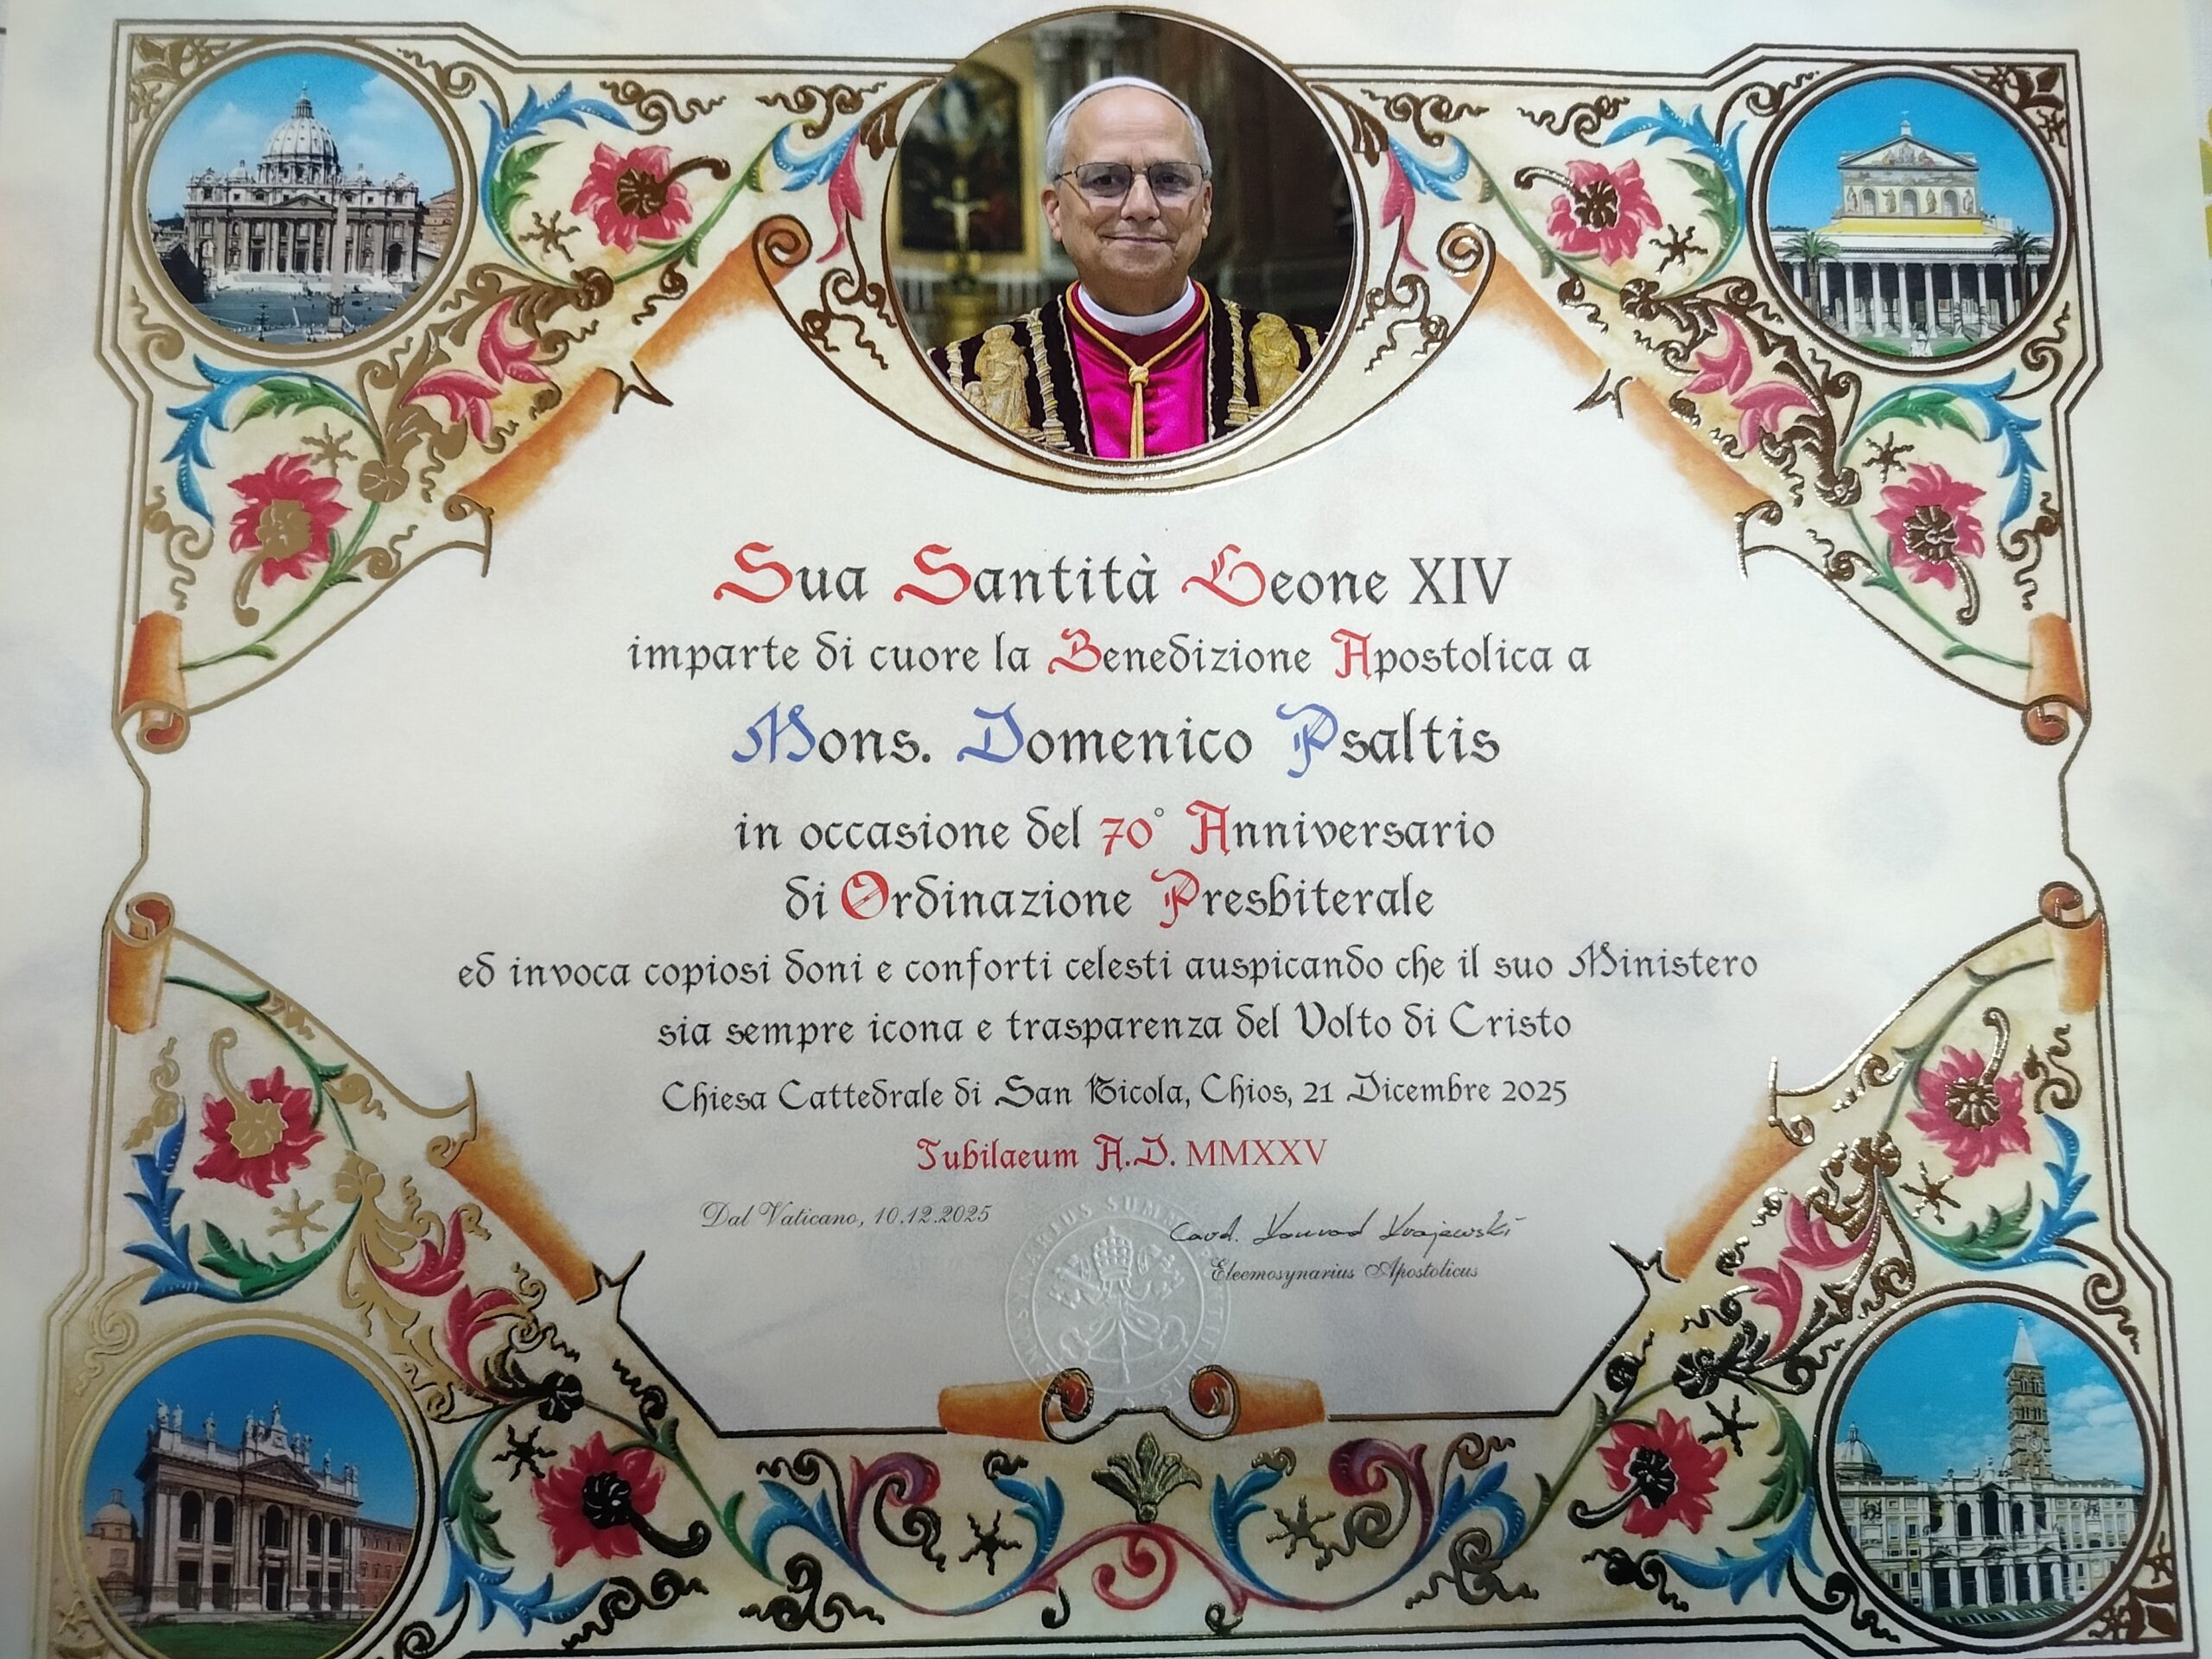 Sua Santità Leone XIV
imparte di cuore la Benedizione Apostolica a
Mons. Domenico Psaltis
in occasione del 70° Anniversario
di Ordinazione Presbiterale
ed invoca copiosi doni e conforti celesti auspicando che il suo Ministero
sia sempre icona e trasparenza del Volto di Cristo
Chiesa Cattedrale di San Nicola, Chios, 21 Dicembre 2025
Jubilaeum A.D. MMXXV
Dal Vaticano, 10.12.2025
Card. Konrad Krajewski
Eleemosynarius Apostolicus